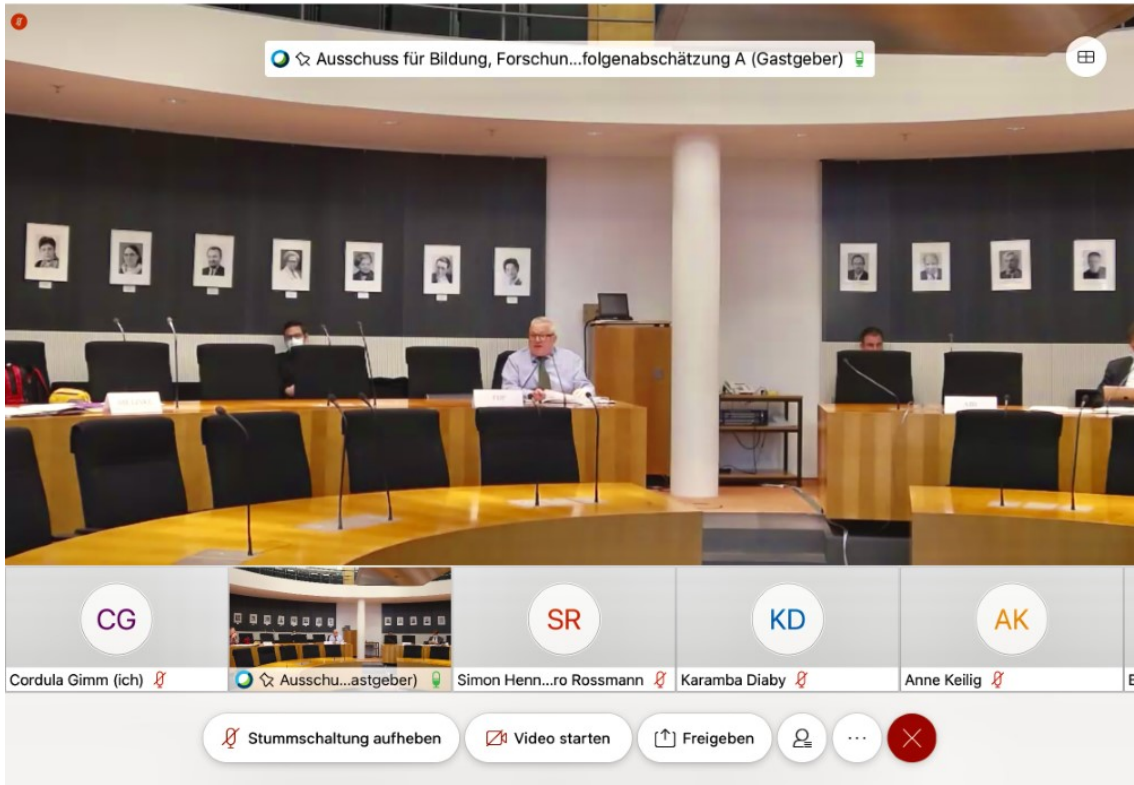 Ausschuss für Bildung, Forschun...folgenabschätzung A (Gastgeber)
CG
SR
KD
AK
Cordula Gimm (ich)
Ausschu...astgeber)
Simon Henn...ro Rossmann
Karamba Diaby
Anne Keilig
E
Stummschaltung aufheben
Video starten
Freigeben